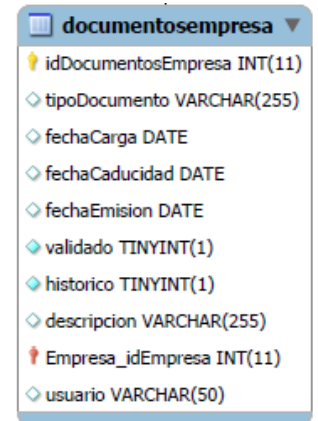 documentosempresa
idDocumentosEmpresa INT(11)
tipoDocumento VARCHAR(255)
fechaCarga DATE
fechaCaducidad DATE
fechaEmision DATE
validado TINYINT(1)
historico TINYINT(1)
descripcion VARCHAR(255)
Empresa_idEmpresa INT(11)
usuario VARCHAR(50)